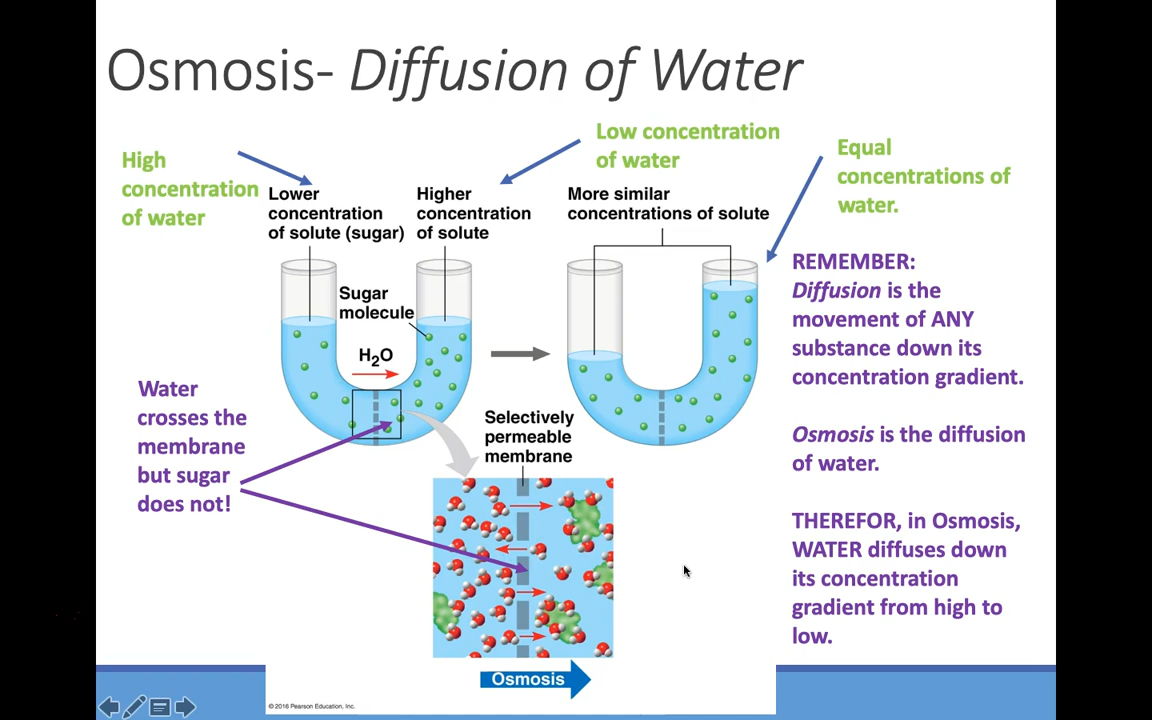 Osmosis- Diffusion of Water
High
concentration
of water
Low concentration
of water
Equal
concentrations of
water.
Lower
concentration
of solute (sugar)
Higher
concentration
of solute
More similar
concentrations of solute
Sugar
molecule
H₂O
Water
crosses the
membrane
but sugar
does not!
Selectively
permeable
membrane
Osmosis
REMEMBER:
Diffusion is the
movement of ANY
substance down its
concentration gradient.
Osmosis is the diffusion
of water.
THEREFOR, in Osmosis,
WATER diffuses down
its concentration
gradient from high to
low.
© 2016 Pearson Education, Inc.